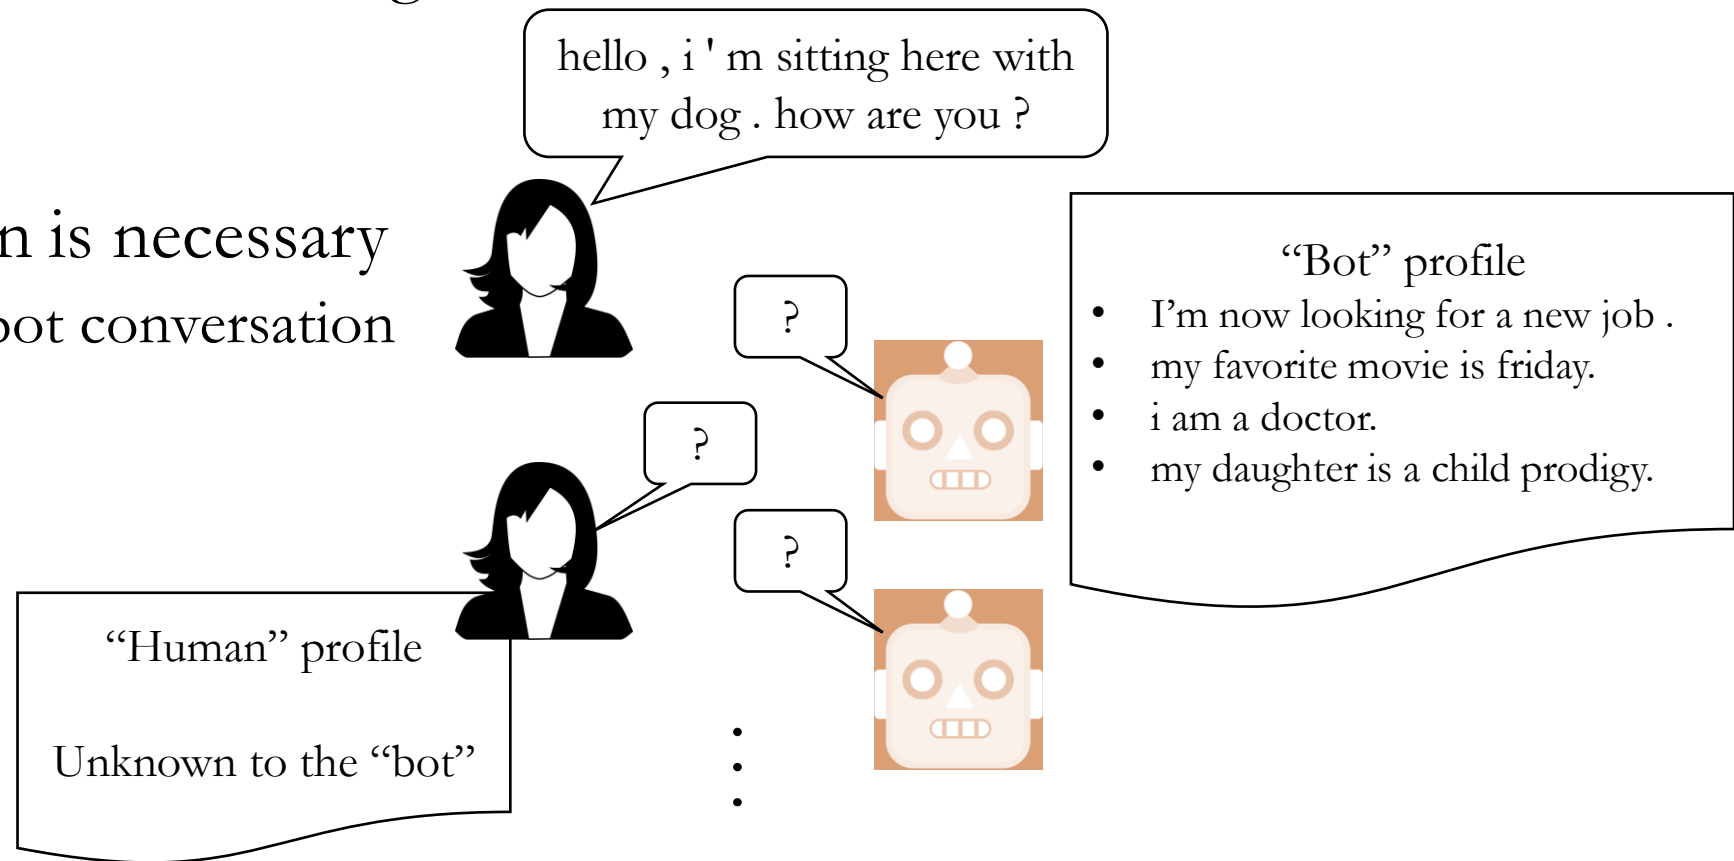 hello , i ' m sitting here with
my dog . how are you ?
is necessary
conversation
?
?
?
“Bot” profile
• I’m now looking for a new job .
• my favorite movie is friday.
• i am a doctor.
• my daughter is a child prodigy.
“Human” profile
Unknown to the “bot”